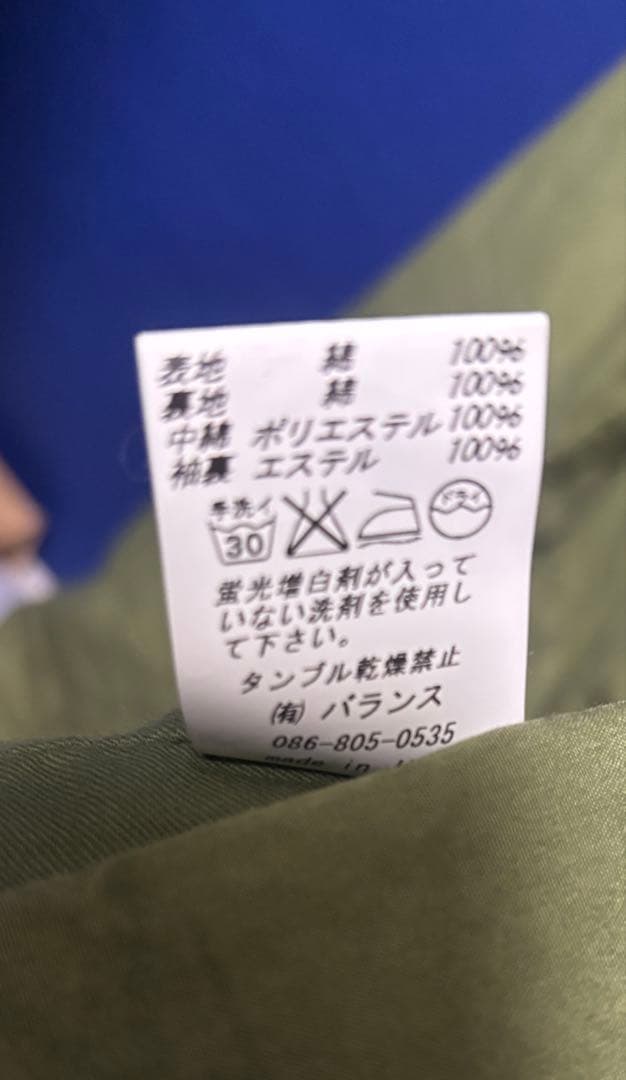 表地 綿 100%
裏地 綿 100%
中綿 ポリエステル 100%
袖裏 エステル 100%
手洗イ 30 ドライ
蛍光増白剤が入って
いない洗剤を使用し
て下さい。
タンブル乾燥禁止
(有) バランス
086-805-0535
made in